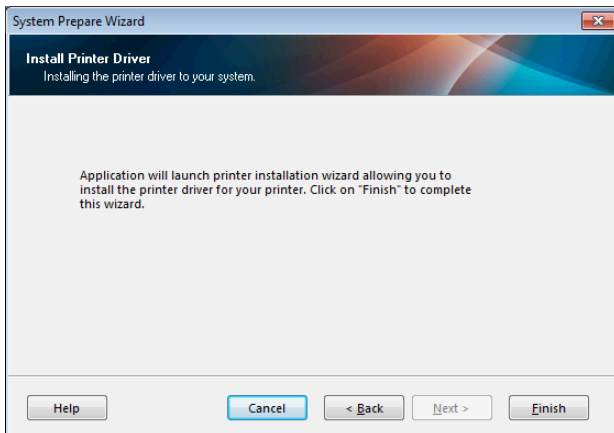 System Prepare Wizard
Install Printer Driver
Installing the printer driver to your system.
Application will launch printer installation wizard allowing you to
install the printer driver for your printer. Click on "Finish" to complete
this wizard.
Help Cancel < Back Next > Finish